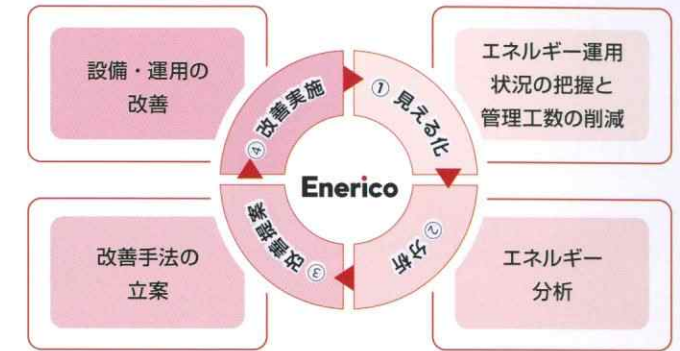 設備・運用の
改善
エネルギー運用
状況の把握と
管理工数の削減
④ 改善実施
① 見える化
Enerico
③ 改善提案
② 分析
改善手法の
立案
エネルギー
分析